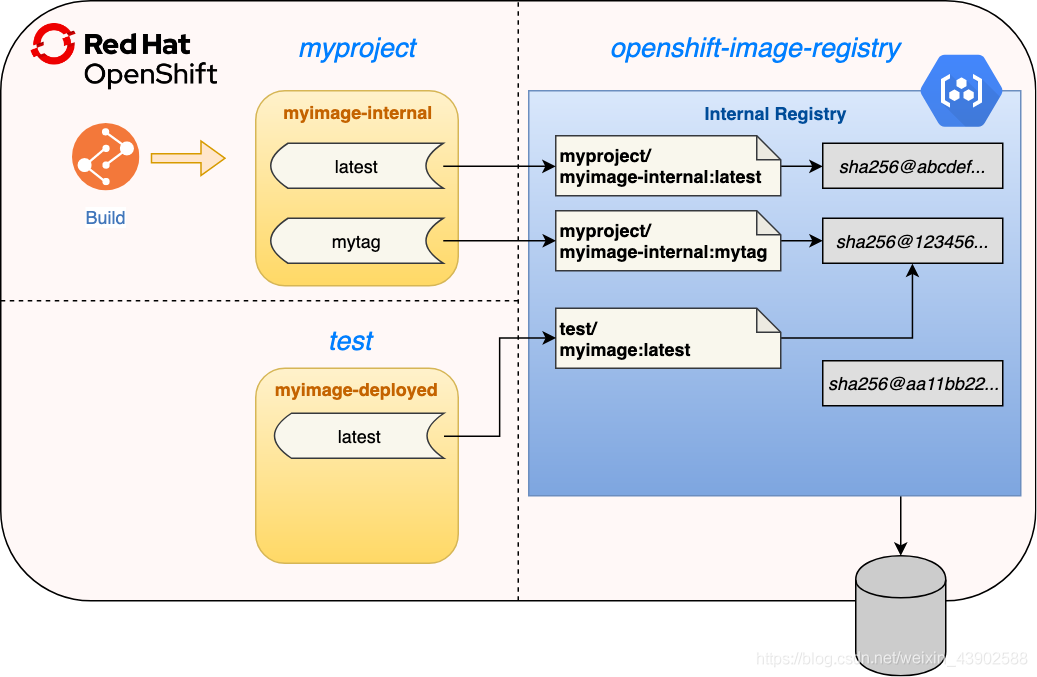 Red Hat
OpenShift
myproject
openshift-image-registry
Build
myimage-internal
latest
mytag
Internal Registry
myproject/
myimage-internal:latest
sha256@abcdef...
myproject/
myimage-internal:mytag
sha256@123456...
test
myimage-deployed
latest
test/
myimage:latest
sha256@aa11bb22...
https://blog.csdn.net/weixin_43902588